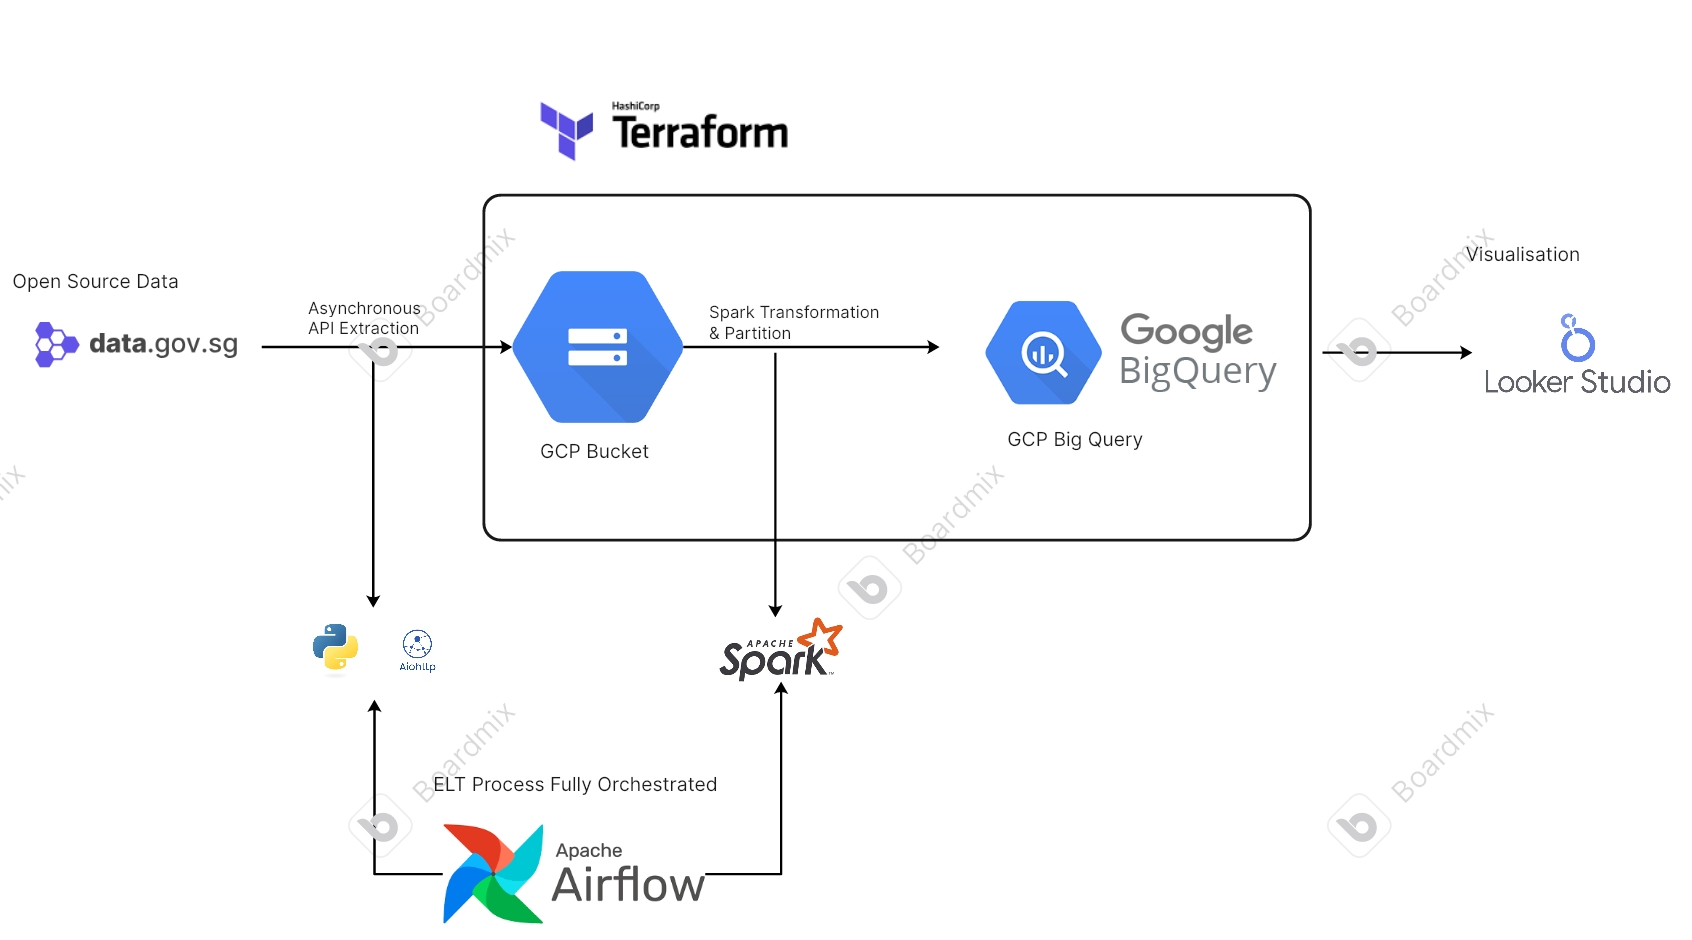 HashiCorp
Terraform
Open Source Data
data.gov.sg
Asynchronous
API Extraction
Spark Transformation
& Partition
GCP Bucket
Google
BigQuery
GCP Big Query
Visualisation
Looker Studio
Aiohttp
APACHE
Spark
ELT Process Fully Orchestrated
Apache
Airflow
Boardmix
Boardmix
Boardmix
Boardmix
Boardmix
ix